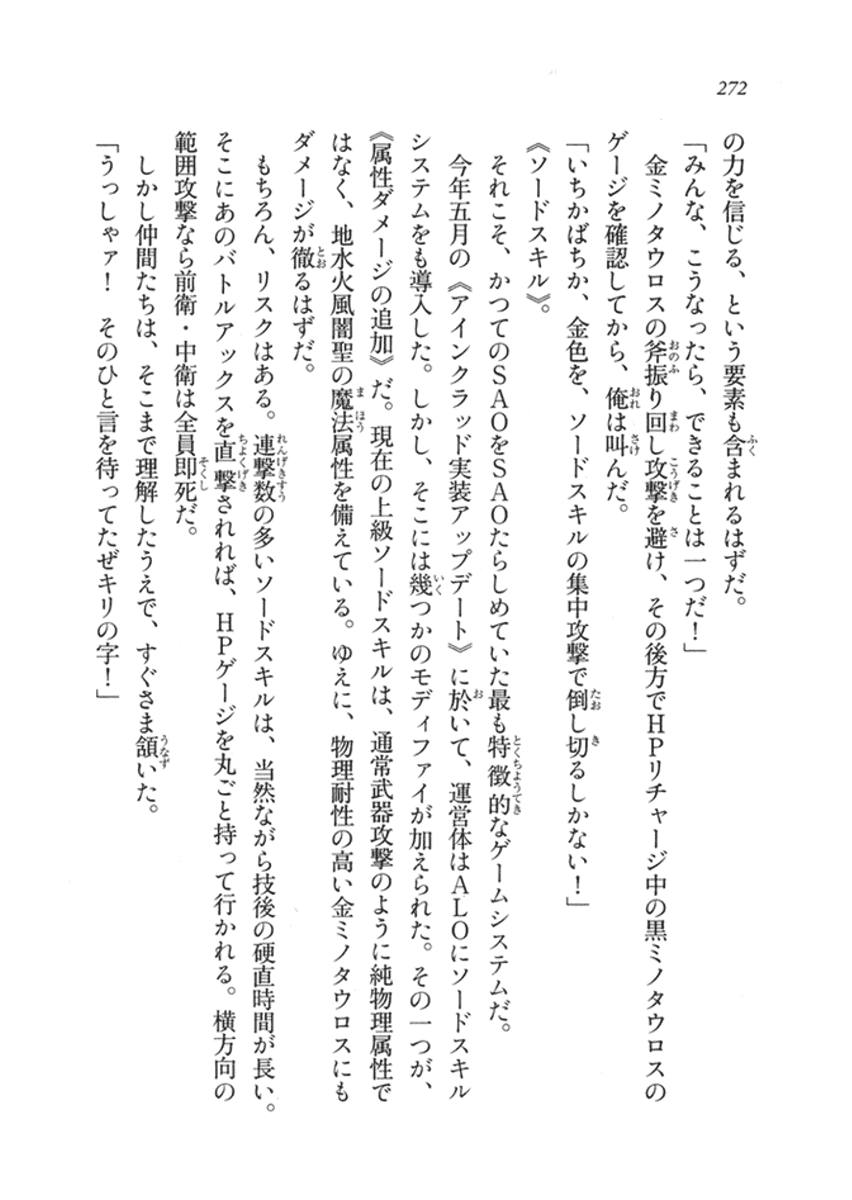 272
の力を信じる、という要素も含まれるはずだ。
「みんな、こうなったら、できることは一つだ！」
金ミノタウロスの斧振り回し攻撃を避け、その後方でHPリチャージ中の黒ミノタウロスの
ゲージを確認してから、俺は叫んだ。
「いちかばちか、金色を、ソードスキルの集中攻撃で倒し切るしかない！」
《ソードスキル》。
それこそ、かつてのSAOをSAOたらしめていた最も特徴的なゲームシステムだ。
今年五月の《アインクラッド実装アップデート》に於いて、運営体はALOにソードスキル
システムをも導入した。しかし、そこには幾つかのモディファイが加えられた。その一つが、
《属性ダメージの追加》だ。現在の上級ソードスキルは、通常武器攻撃のように純物理属性で
はなく、地水火風闇聖の魔法属性を備えている。ゆえに、物理耐性の高い金ミノタウロスにも
ダメージが徹るはずだ。
もちろん、リスクはある。連撃数の多いソードスキルは、当然ながら技後の硬直時間が長い。
そこにあのバトルアックスを直撃されれば、HPゲージを丸ごと持って行かれる。横方向の
範囲攻撃なら前衛・中衛は全員即死だ。
しかし仲間たちは、そこまで理解したうえで、すぐさま頷いた。
「うっしゃァ！　そのひと言を待ってたぜキリの字！」